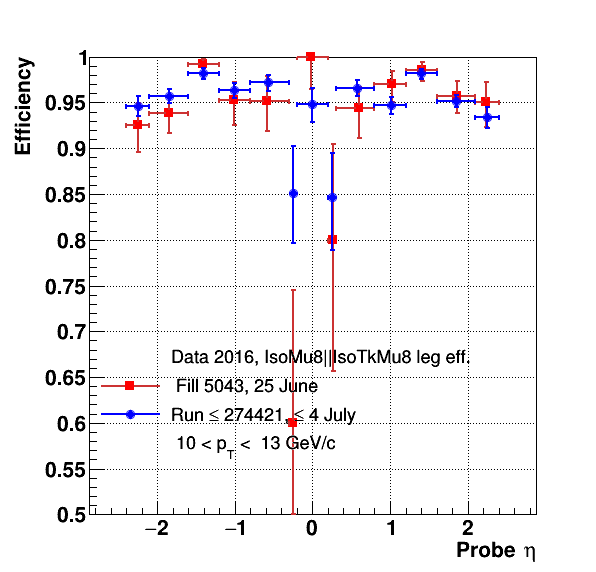 Efficiency
1
0.95
0.9
0.85
0.8
0.75
0.7
0.65
0.6
0.55
0.5
Data 2016, IsoMu8||IsoTkMu8 leg eff.
Fill 5043, 25 June
Run ≤ 274421, ≤ 4 July
10 < p_T < 13 GeV/c
−2 −1 0 1 2
Probe η